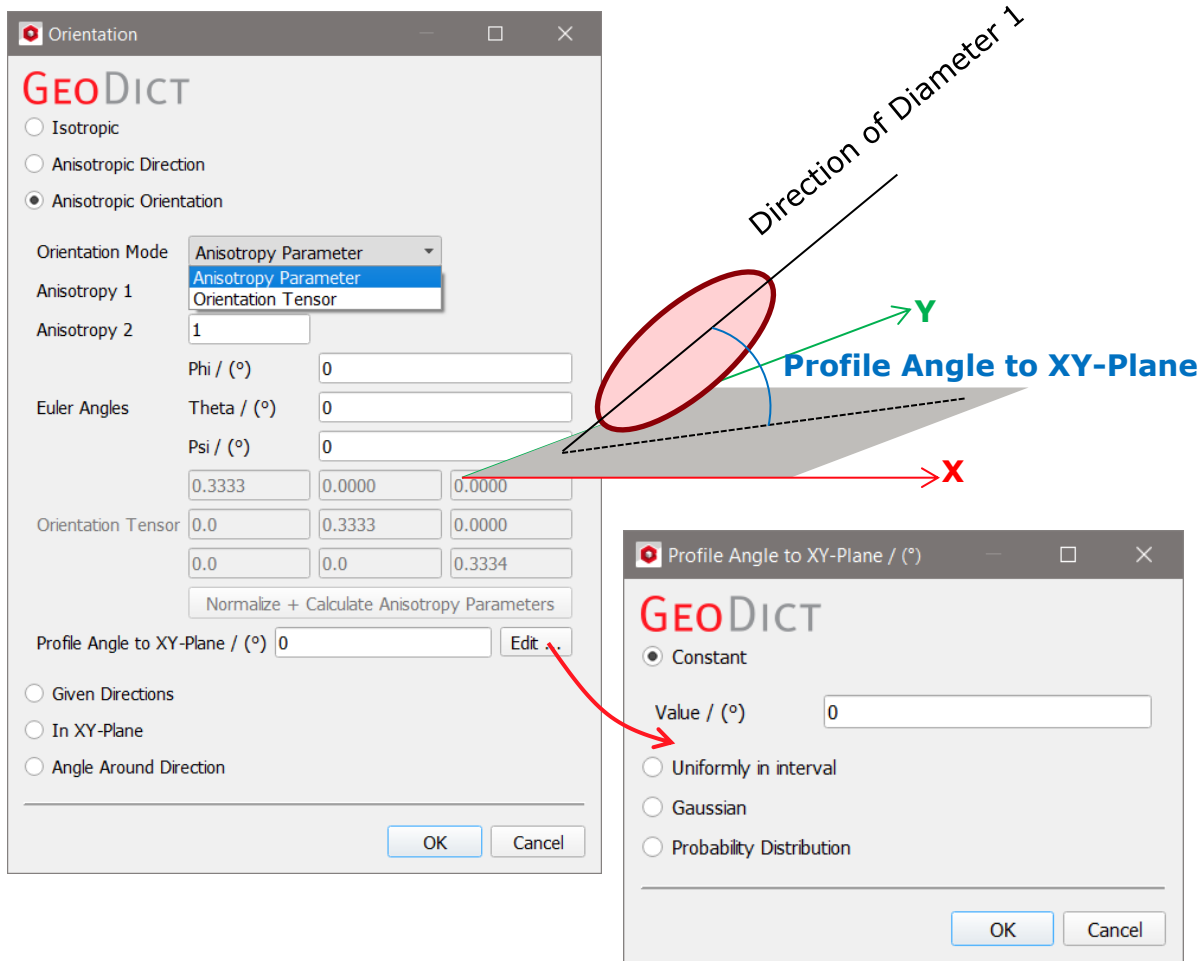 Orientation
GEODICT
Isotropic
Anisotropic Direction
Anisotropic Orientation
Orientation Mode Anisotropy Parameter
Anisotropy Parameter
Orientation Tensor
Anisotropy 1
Anisotropy 2 1
Phi / (º) 0
Euler Angles Theta / (º) 0
Psi / (º) 0
0.3333 0.0000 0.0000
Orientation Tensor 0.0 0.3333 0.0000
0.0 0.0 0.3334
Normalize + Calculate Anisotropy Parameters
Profile Angle to XY-Plane / (º) 0 Edit ...
Given Directions
In XY-Plane
Angle Around Direction
OK Cancel
Direction of Diameter 1
Y
Profile Angle to XY-Plane
X
Profile Angle to XY-Plane / (º)
GEODICT
Constant
Value / (º) 0
Uniformly in interval
Gaussian
Probability Distribution
OK Cancel